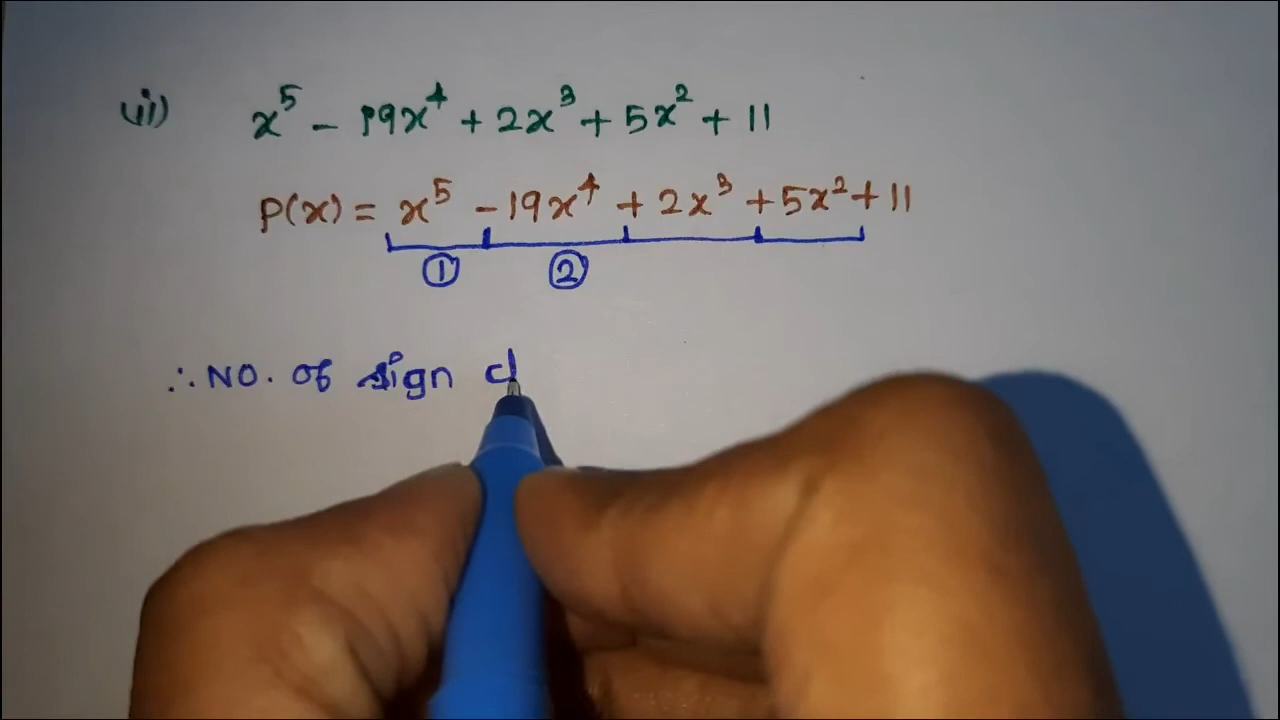 ii) x⁵ - 19x⁴ + 2x³ + 5x² + 11
P(x) = x⁵ - 19x⁴ + 2x³ + 5x² + 11
① ②
∴ NO. Of sign